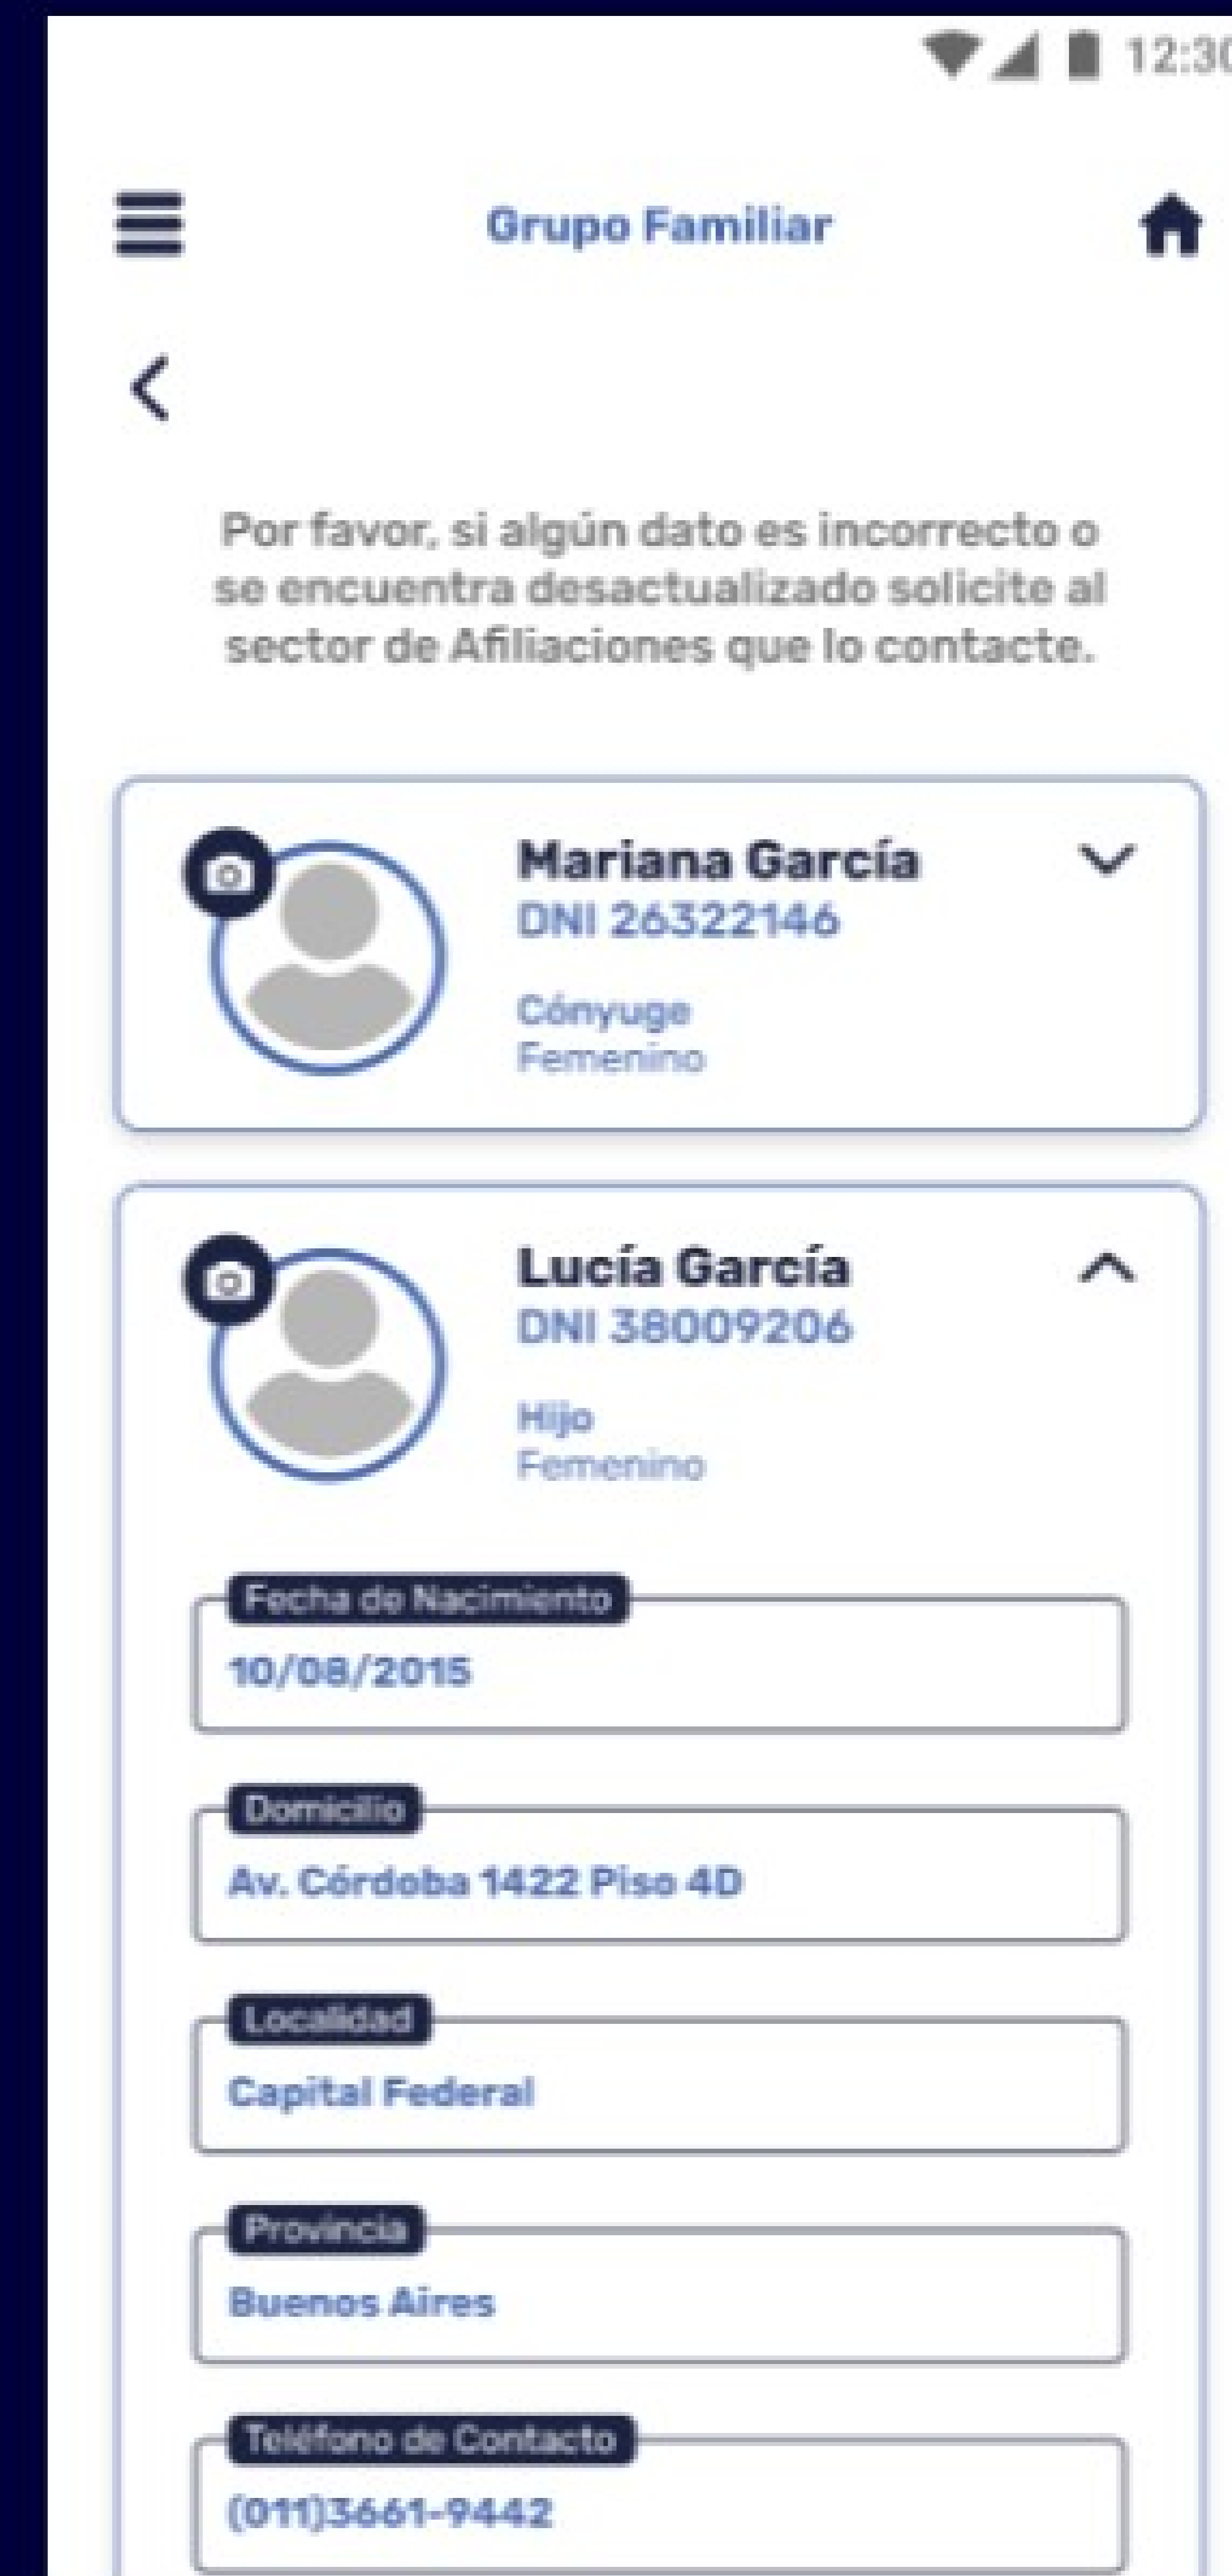 12:30
Grupo Familiar
Por favor, si algún dato es incorrecto o
se encuentra desactualizado solicite al
sector de Afiliaciones que lo contacte.
Mariana García
DNI 26322146
Cónyuge
Femenino
Lucía García
DNI 38009206
Hijo
Femenino
Fecha de Nacimiento
10/08/2015
Domicilio
Av. Córdoba 1422 Piso 4D
Localidad
Capital Federal
Provincia
Buenos Aires
Teléfono de Contacto
(011)3661-9442